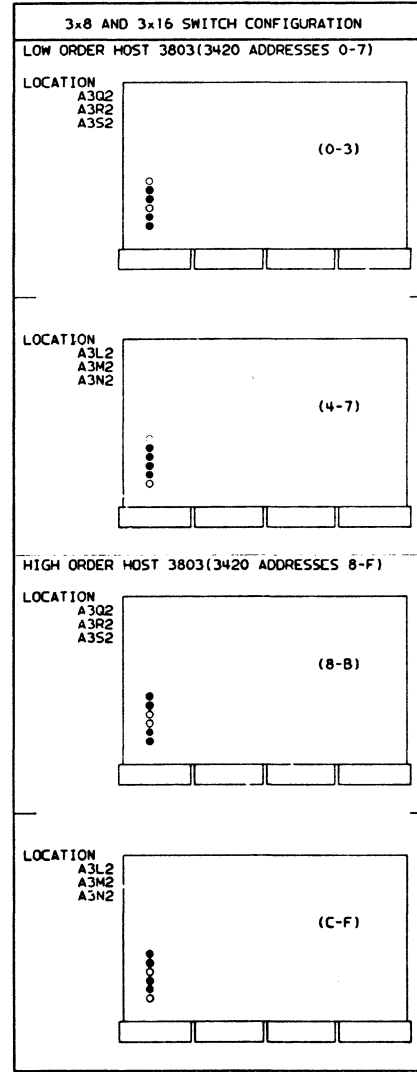 3x8 AND 3x16 SWITCH CONFIGURATION
LOW ORDER HOST 3803(3420 ADDRESSES 0-7)
LOCATION
A3Q2
A3R2
A3S2
(0-3)
LOCATION
A3L2
A3M2
A3N2
(4-7)
HIGH ORDER HOST 3803(3420 ADDRESSES 8-F)
LOCATION
A3Q2
A3R2
A3S2
(8-B)
LOCATION
A3L2
A3M2
A3N2
(C-F)